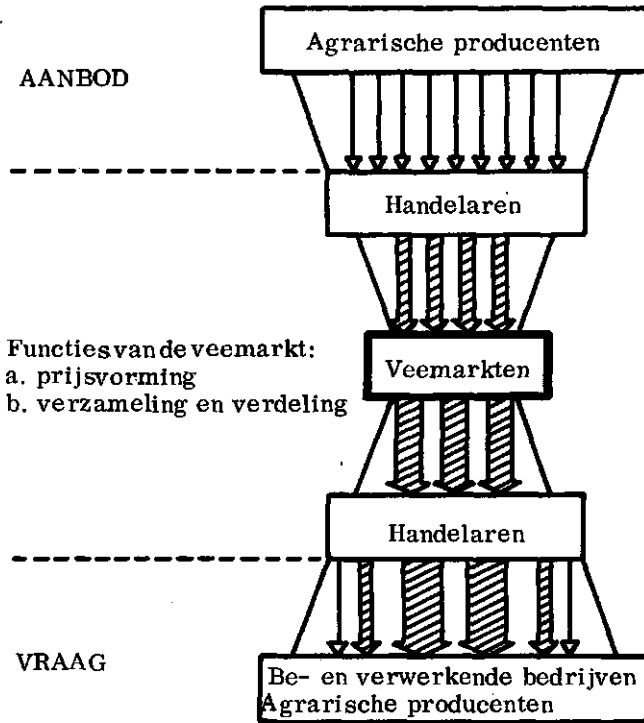 Agrarische producenten
AANBOD
Handelaren
Functies van de veemarkt:
a. prijsvorming
b. verzameling en verdeling
Veemarkten
Handelaren
VRAAG
Be- en verwerkende bedrijven
Agrarische producenten